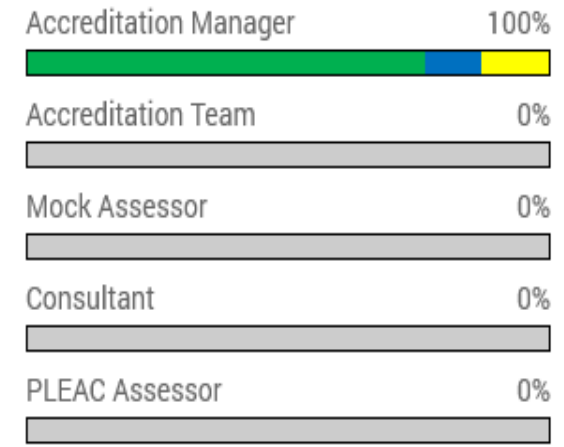 Accreditation Manager 100%
Accreditation Team 0%
Mock Assessor 0%
Consultant 0%
PLEAC Assessor 0%